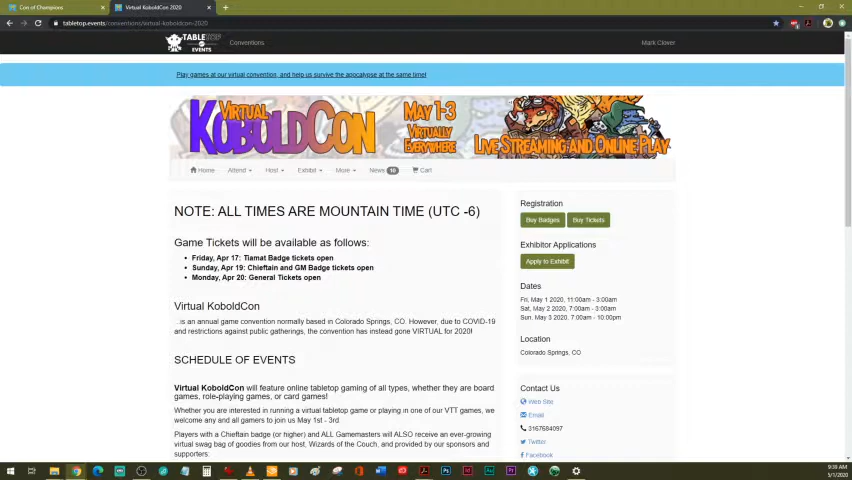 Con of Champions
Virtual KoboldCon 2020
tabletop.events/conventions/virtual-koboldcon-2020
TABLETOP
EVENTS
Conventions
Mark Clover
Play games at our virtual convention, and help us survive the apocalypse at the same time!
VIRTUAL
KOBOLDCON
MAY 1-3
VIRTUALLY
EVERYWHERE
LIVE STREAMING AND ONLINE PLAY
Home
Attend
Host
Exhibit
More
News 10
Cart
NOTE: ALL TIMES ARE MOUNTAIN TIME (UTC -6)
Game Tickets will be available as follows:
• Friday, Apr 17: Tiamat Badge tickets open
• Sunday, Apr 19: Chieftain and GM Badge tickets open
• Monday, Apr 20: General Tickets open
Virtual KoboldCon
...is an annual game convention normally based in Colorado Springs, CO. However, due to COVID-19
and restrictions against public gatherings, the convention has instead gone VIRTUAL for 2020!
SCHEDULE OF EVENTS
Virtual KoboldCon will feature online tabletop gaming of all types, whether they are board
games, role-playing games, or card games!
Whether you are interested in running a virtual tabletop game or playing in one of our VTT games, we
welcome any and all gamers to join us May 1st - 3rd.
Players with a Chieftain badge (or higher) and ALL Gamemasters will ALSO receive an ever-growing
virtual swag bag of goodies from our host, Wizards of the Couch, and provided by our sponsors and
supporters:
Registration
Buy Badges
Buy Tickets
Exhibitor Applications
Apply to Exhibit
Dates
Fri, May 1 2020, 11:00am - 3:00am
Sat, May 2 2020, 7:00am - 3:00am
Sun, May 3 2020, 7:00am - 10:00pm
Location
Colorado Springs, CO
Contact Us
Web Site
Email
3167684097
Twitter
Facebook
9:38 AM
5/1/2020